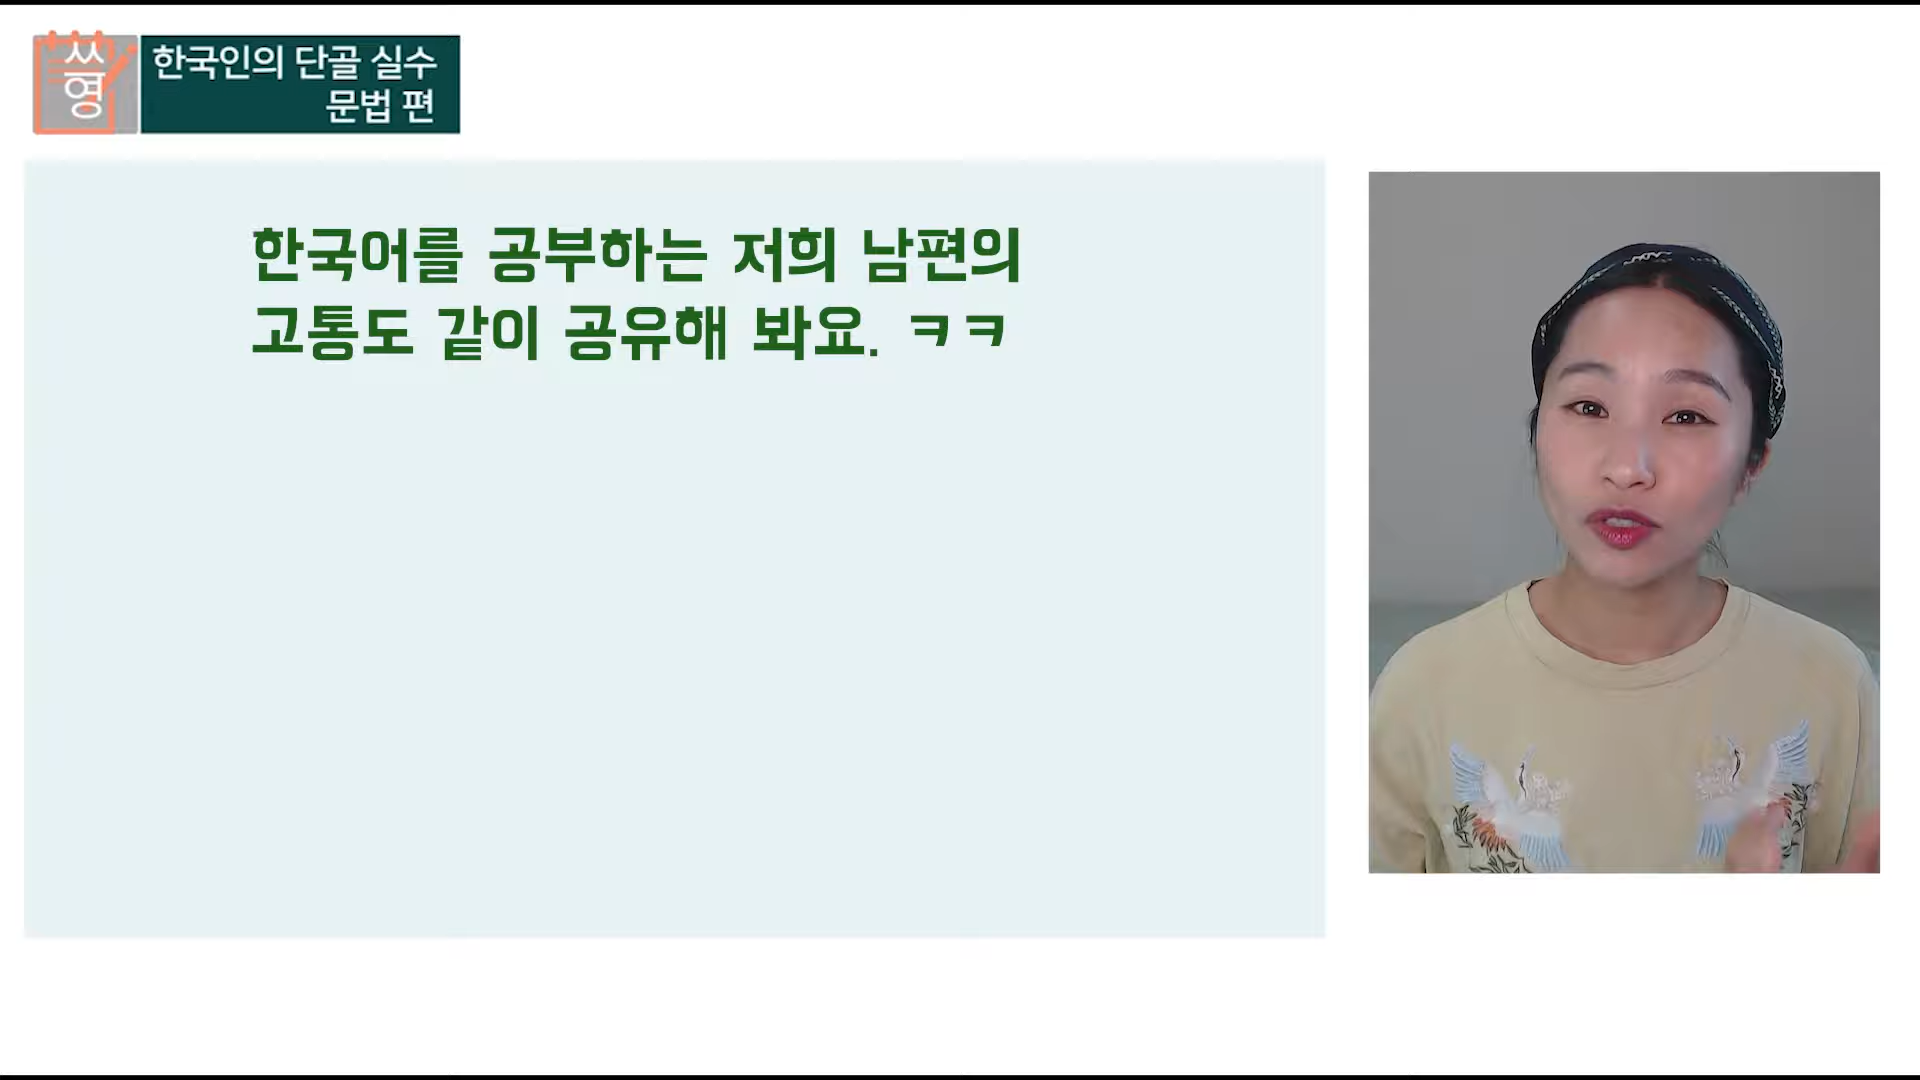 쓰
영
한국인의 단골 실수
문법 편
한국어를 공부하는 저희 남편의
고통도 같이 공유해 봐요. ㅋㅋ